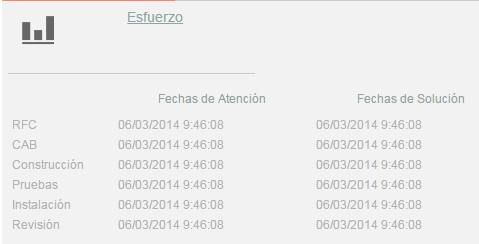 Esfuerzo
Fechas de Atención Fechas de Solución
RFC 06/03/2014 9:46:08 06/03/2014 9:46:08
CAB 06/03/2014 9:46:08 06/03/2014 9:46:08
Construcción 06/03/2014 9:46:08 06/03/2014 9:46:08
Pruebas 06/03/2014 9:46:08 06/03/2014 9:46:08
Instalación 06/03/2014 9:46:08 06/03/2014 9:46:08
Revisión 06/03/2014 9:46:08 06/03/2014 9:46:08